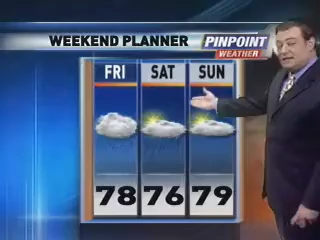 WEEKEND PLANNER
PINPOINT
WEATHER
FRI SAT SUN
78 76 79